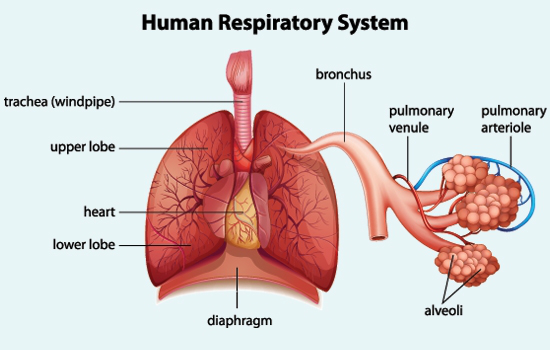 Human Respiratory System
bronchus
trachea (windpipe)
pulmonary
venule
pulmonary
arteriole
upper lobe
heart
lower lobe
alveoli
diaphragm